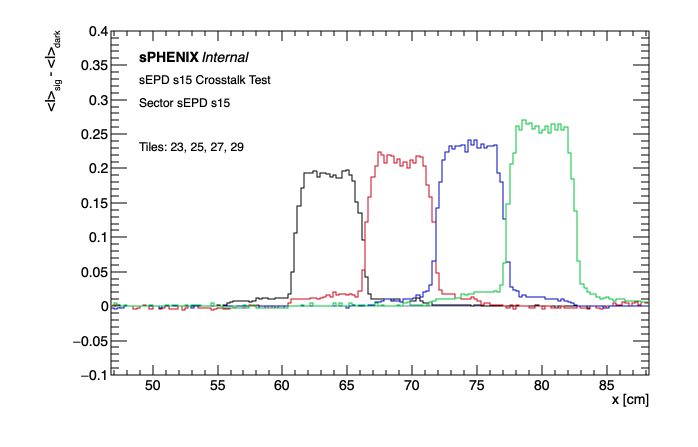 0.4
<I>sig - <I>dark
sPHENIX Internal
0.35
sEPD s15 Crosstalk Test
0.3
Sector sEPD s15
0.25
Tiles: 23, 25, 27, 29
0.2
0.15
0.1
0.05
0
−0.05
−0.1
50 55 60 65 70 75 80 85
x [cm]